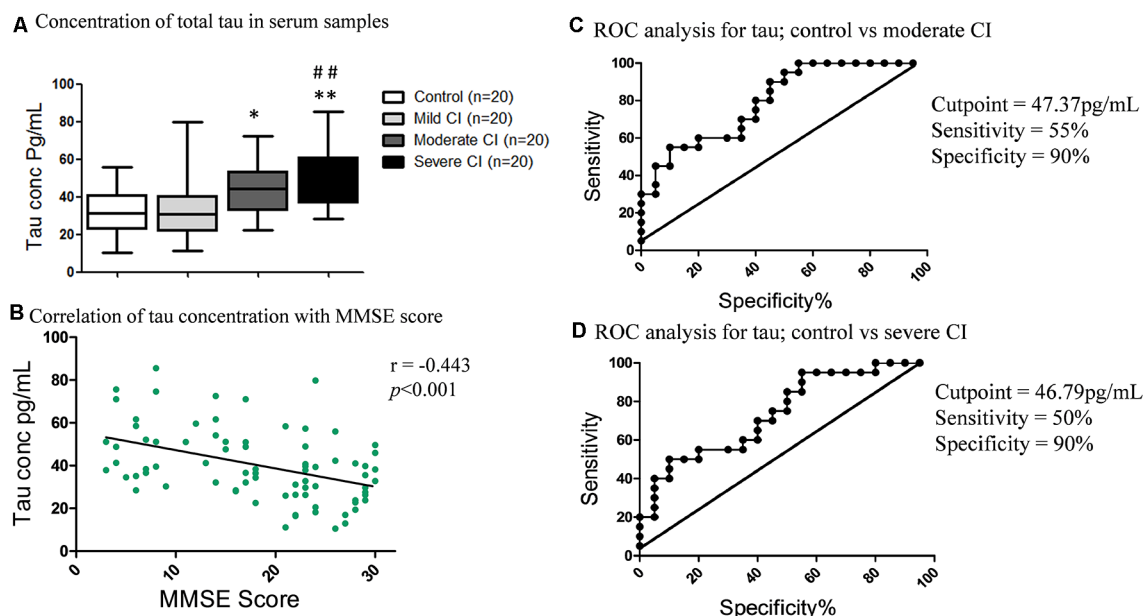 A Concentration of total tau in serum samples
Tau conc Pg/mL
100
80
60
40
20
0
*
##
**
Control (n=20)
Mild CI (n=20)
Moderate CI (n=20)
Severe CI (n=20)
B Correlation of tau concentration with MMSE score
Tau conc pg/mL
100
80
60
40
20
0
r = -0.443
p<0.001
0 10 20 30
MMSE Score
C ROC analysis for tau; control vs moderate CI
Sensitivity
100
80
60
40
20
0
Cutpoint = 47.37pg/mL
Sensitivity = 55%
Specificity = 90%
0 20 40 60 80 100
Specificity%
D ROC analysis for tau; control vs severe CI
Sensitivity
100
80
60
40
20
0
Cutpoint = 46.79pg/mL
Sensitivity = 50%
Specificity = 90%
0 20 40 60 80 100
Specificity%